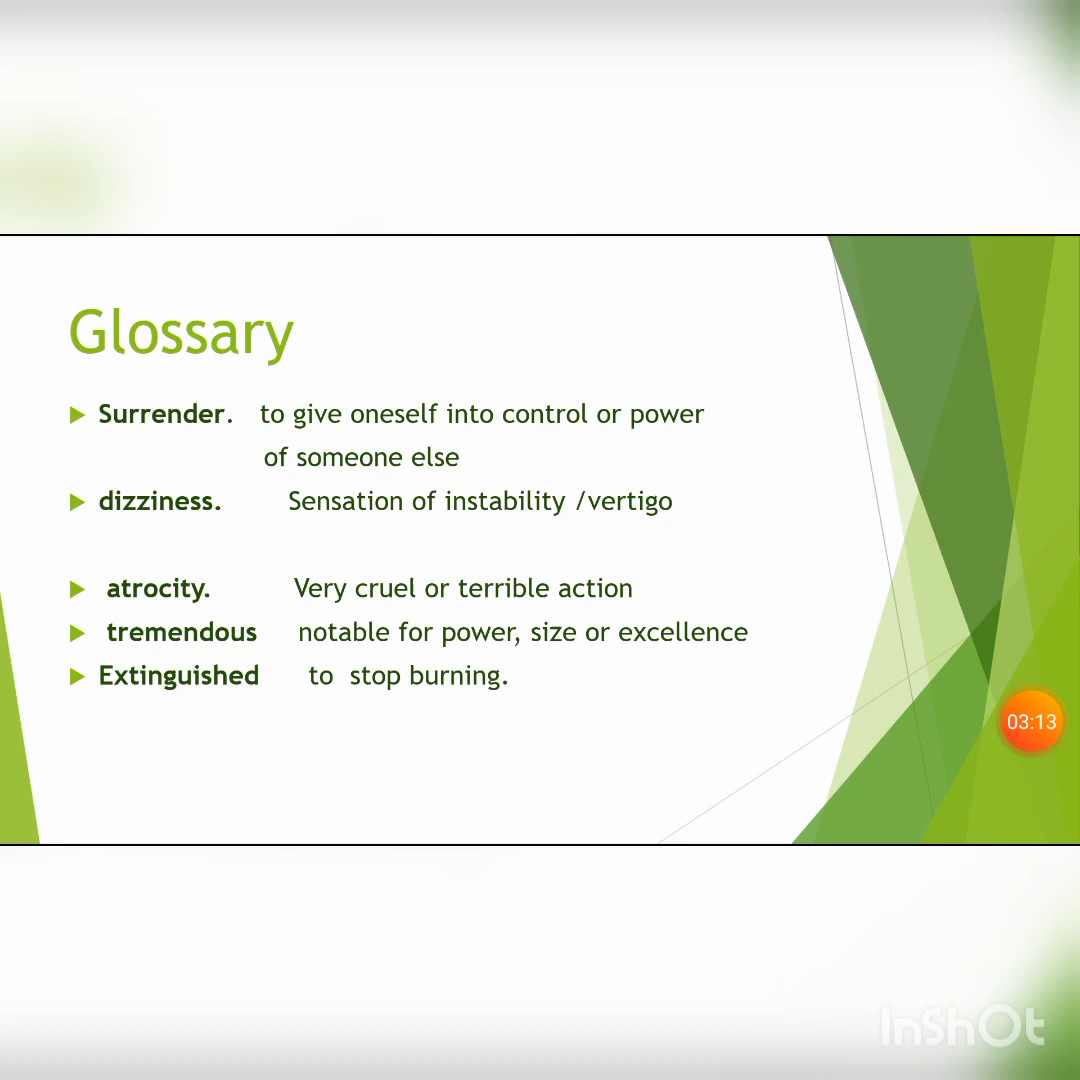 Glossary
Surrender. to give oneself into control or power
of someone else
dizziness. Sensation of instability /vertigo
atrocity. Very cruel or terrible action
tremendous notable for power, size or excellence
Extinguished to stop burning.
03:13
InShOt